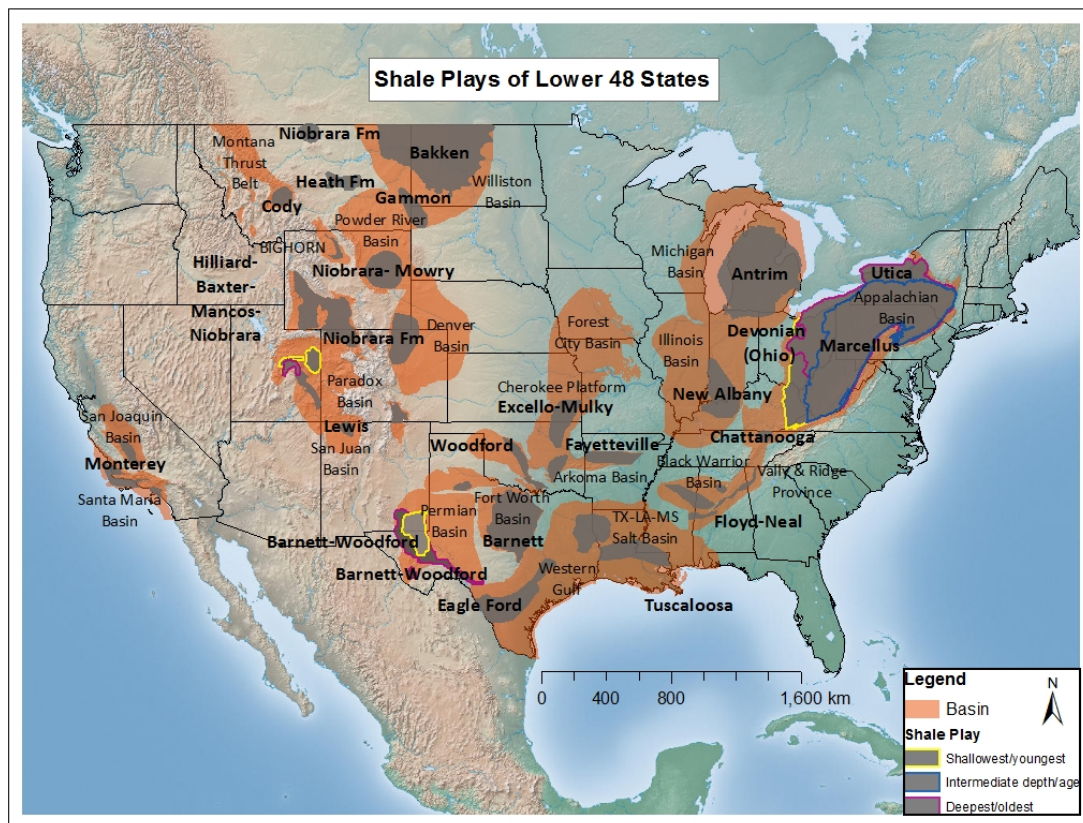 Shale Plays of Lower 48 States
Niobrara Fm
Montana
Thrust
Belt
Bakken
Heath Fm
Williston
Basin
Cody
Gammon
Powder River
Basin
BIGHORN
Hilliard-
Baxter-
Mancos-
Niobrara
Niobrara- Mowry
Michigan
Basin
Antrim
Utica
Appalachian
Basin
Niobrara Fm
Denver
Basin
Forest
City Basin
Illinois
Basin
Devonian
(Ohio)
Marcellus
Paradox
Basin
Cherokee Platform
Excello-Mulky
New Albany
San Joaquin
Basin
Lewis
San Juan
Basin
Woodford
Fayetteville
Chattanooga
Monterey
Arkoma Basin
Black Warrior
Basin
Vally & Ridge
Province
Santa Maria
Basin
Permian
Basin
Fort Worth
Basin
TX-LA-MS
Salt Basin
Floyd-Neal
Barnett-Woodford
Barnett
Barnett-Woodford
Western
Gulf
Eagle Ford
Tuscaloosa
0 400 800 1,600 km
Legend
N
Basin
Shale Play
Shallowest/youngest
Intermediate depth/age
Deepest/oldest